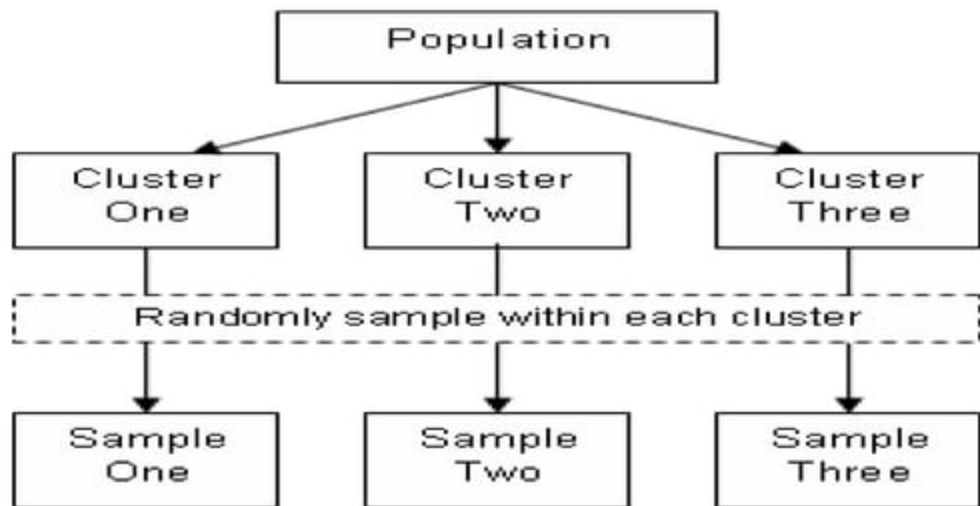 Population
Cluster
One
Cluster
Two
Cluster
Three
Randomly sample within each cluster
Sample
One
Sample
Two
Sample
Three